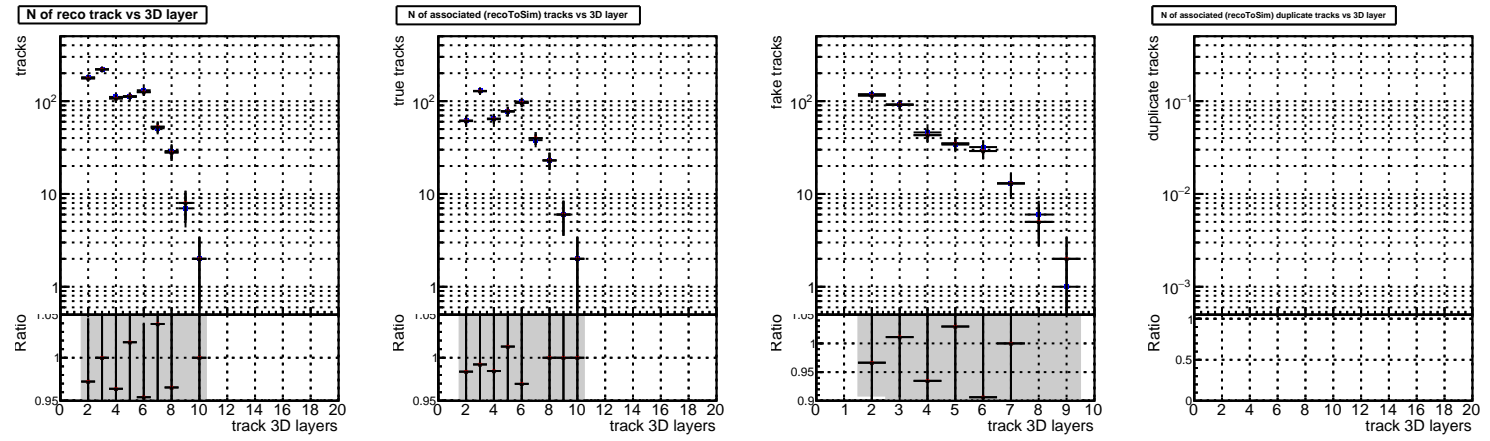 N of reco track vs 3D layer
tracks
10²
10
1
Ratio
1.05
1
0.95
0 2 4 6 8 10 12 14 16 18 20
track 3D layers
N of associated (recoToSim) tracks vs 3D layer
true tracks
10²
10
1
Ratio
1.05
1
0.95
0 2 4 6 8 10 12 14 16 18 20
track 3D layers
fake tracks
10²
10
1
Ratio
1
0.95
0.9
0 1 2 3 4 5 6 7 8 9 10
track 3D layers
N of associated (recoToSim) duplicate tracks vs 3D layer
duplicate tracks
10⁻¹
10⁻²
10⁻³
Ratio
1
0.5
0
0 2 4 6 8 10 12 14 16 18 20
track 3D layers